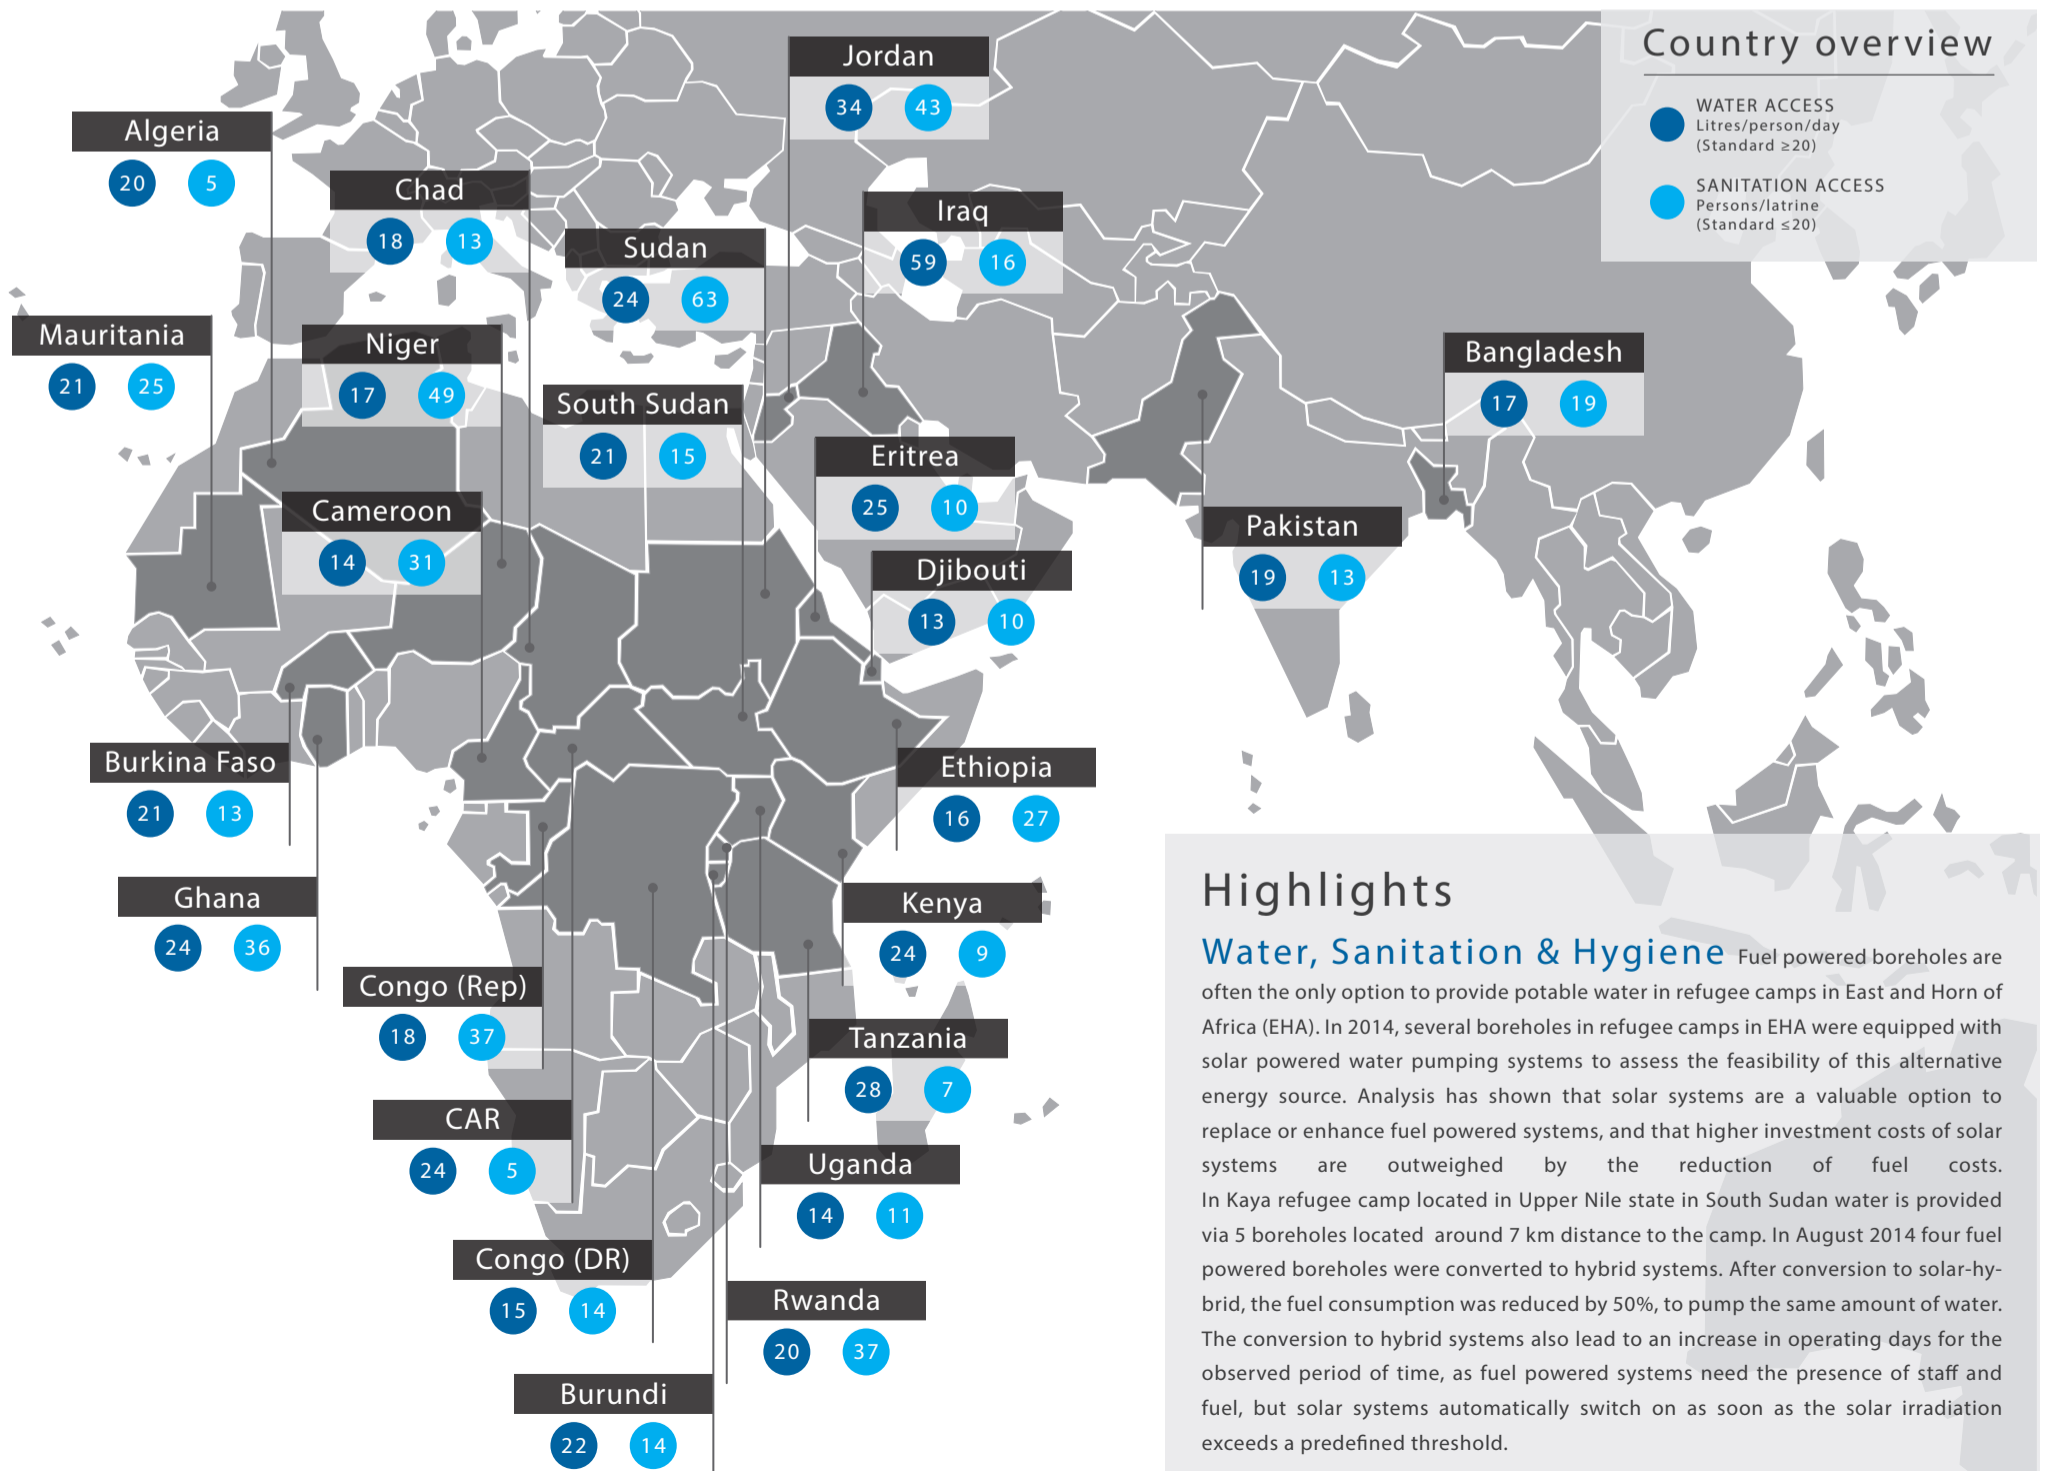 Country overview
WATER ACCESS
Litres/person/day
(Standard ≥20)
SANITATION ACCESS
Persons/latrine
(Standard ≤20)
Jordan
34 43
Algeria
20 5
Chad
18 13
Iraq
59 16
Sudan
24 63
Mauritania
21 25
Niger
17 49
Bangladesh
17 19
South Sudan
21 15
Eritrea
25 10
Cameroon
14 31
Pakistan
19 13
Djibouti
13 10
Burkina Faso
21 13
Ethiopia
16 27
Ghana
24 36
Kenya
24 9
Congo (Rep)
18 37
Tanzania
28 7
CAR
24 5
Uganda
14 11
Congo (DR)
15 14
Rwanda
20 37
Burundi
22 14
Highlights
Water, Sanitation & Hygiene Fuel powered boreholes are
often the only option to provide potable water in refugee camps in East and Horn of
Africa (EHA). In 2014, several boreholes in refugee camps in EHA were equipped with
solar powered water pumping systems to assess the feasibility of this alternative
energy source. Analysis has shown that solar systems are a valuable option to
replace or enhance fuel powered systems, and that higher investment costs of solar
systems are outweighed by the reduction of fuel costs.
In Kaya refugee camp located in Upper Nile state in South Sudan water is provided
via 5 boreholes located around 7 km distance to the camp. In August 2014 four fuel
powered boreholes were converted to hybrid systems. After conversion to solar-hy-
brid, the fuel consumption was reduced by 50%, to pump the same amount of water.
The conversion to hybrid systems also lead to an increase in operating days for the
observed period of time, as fuel powered systems need the presence of staff and
fuel, but solar systems automatically switch on as soon as the solar irradiation
exceeds a predefined threshold.